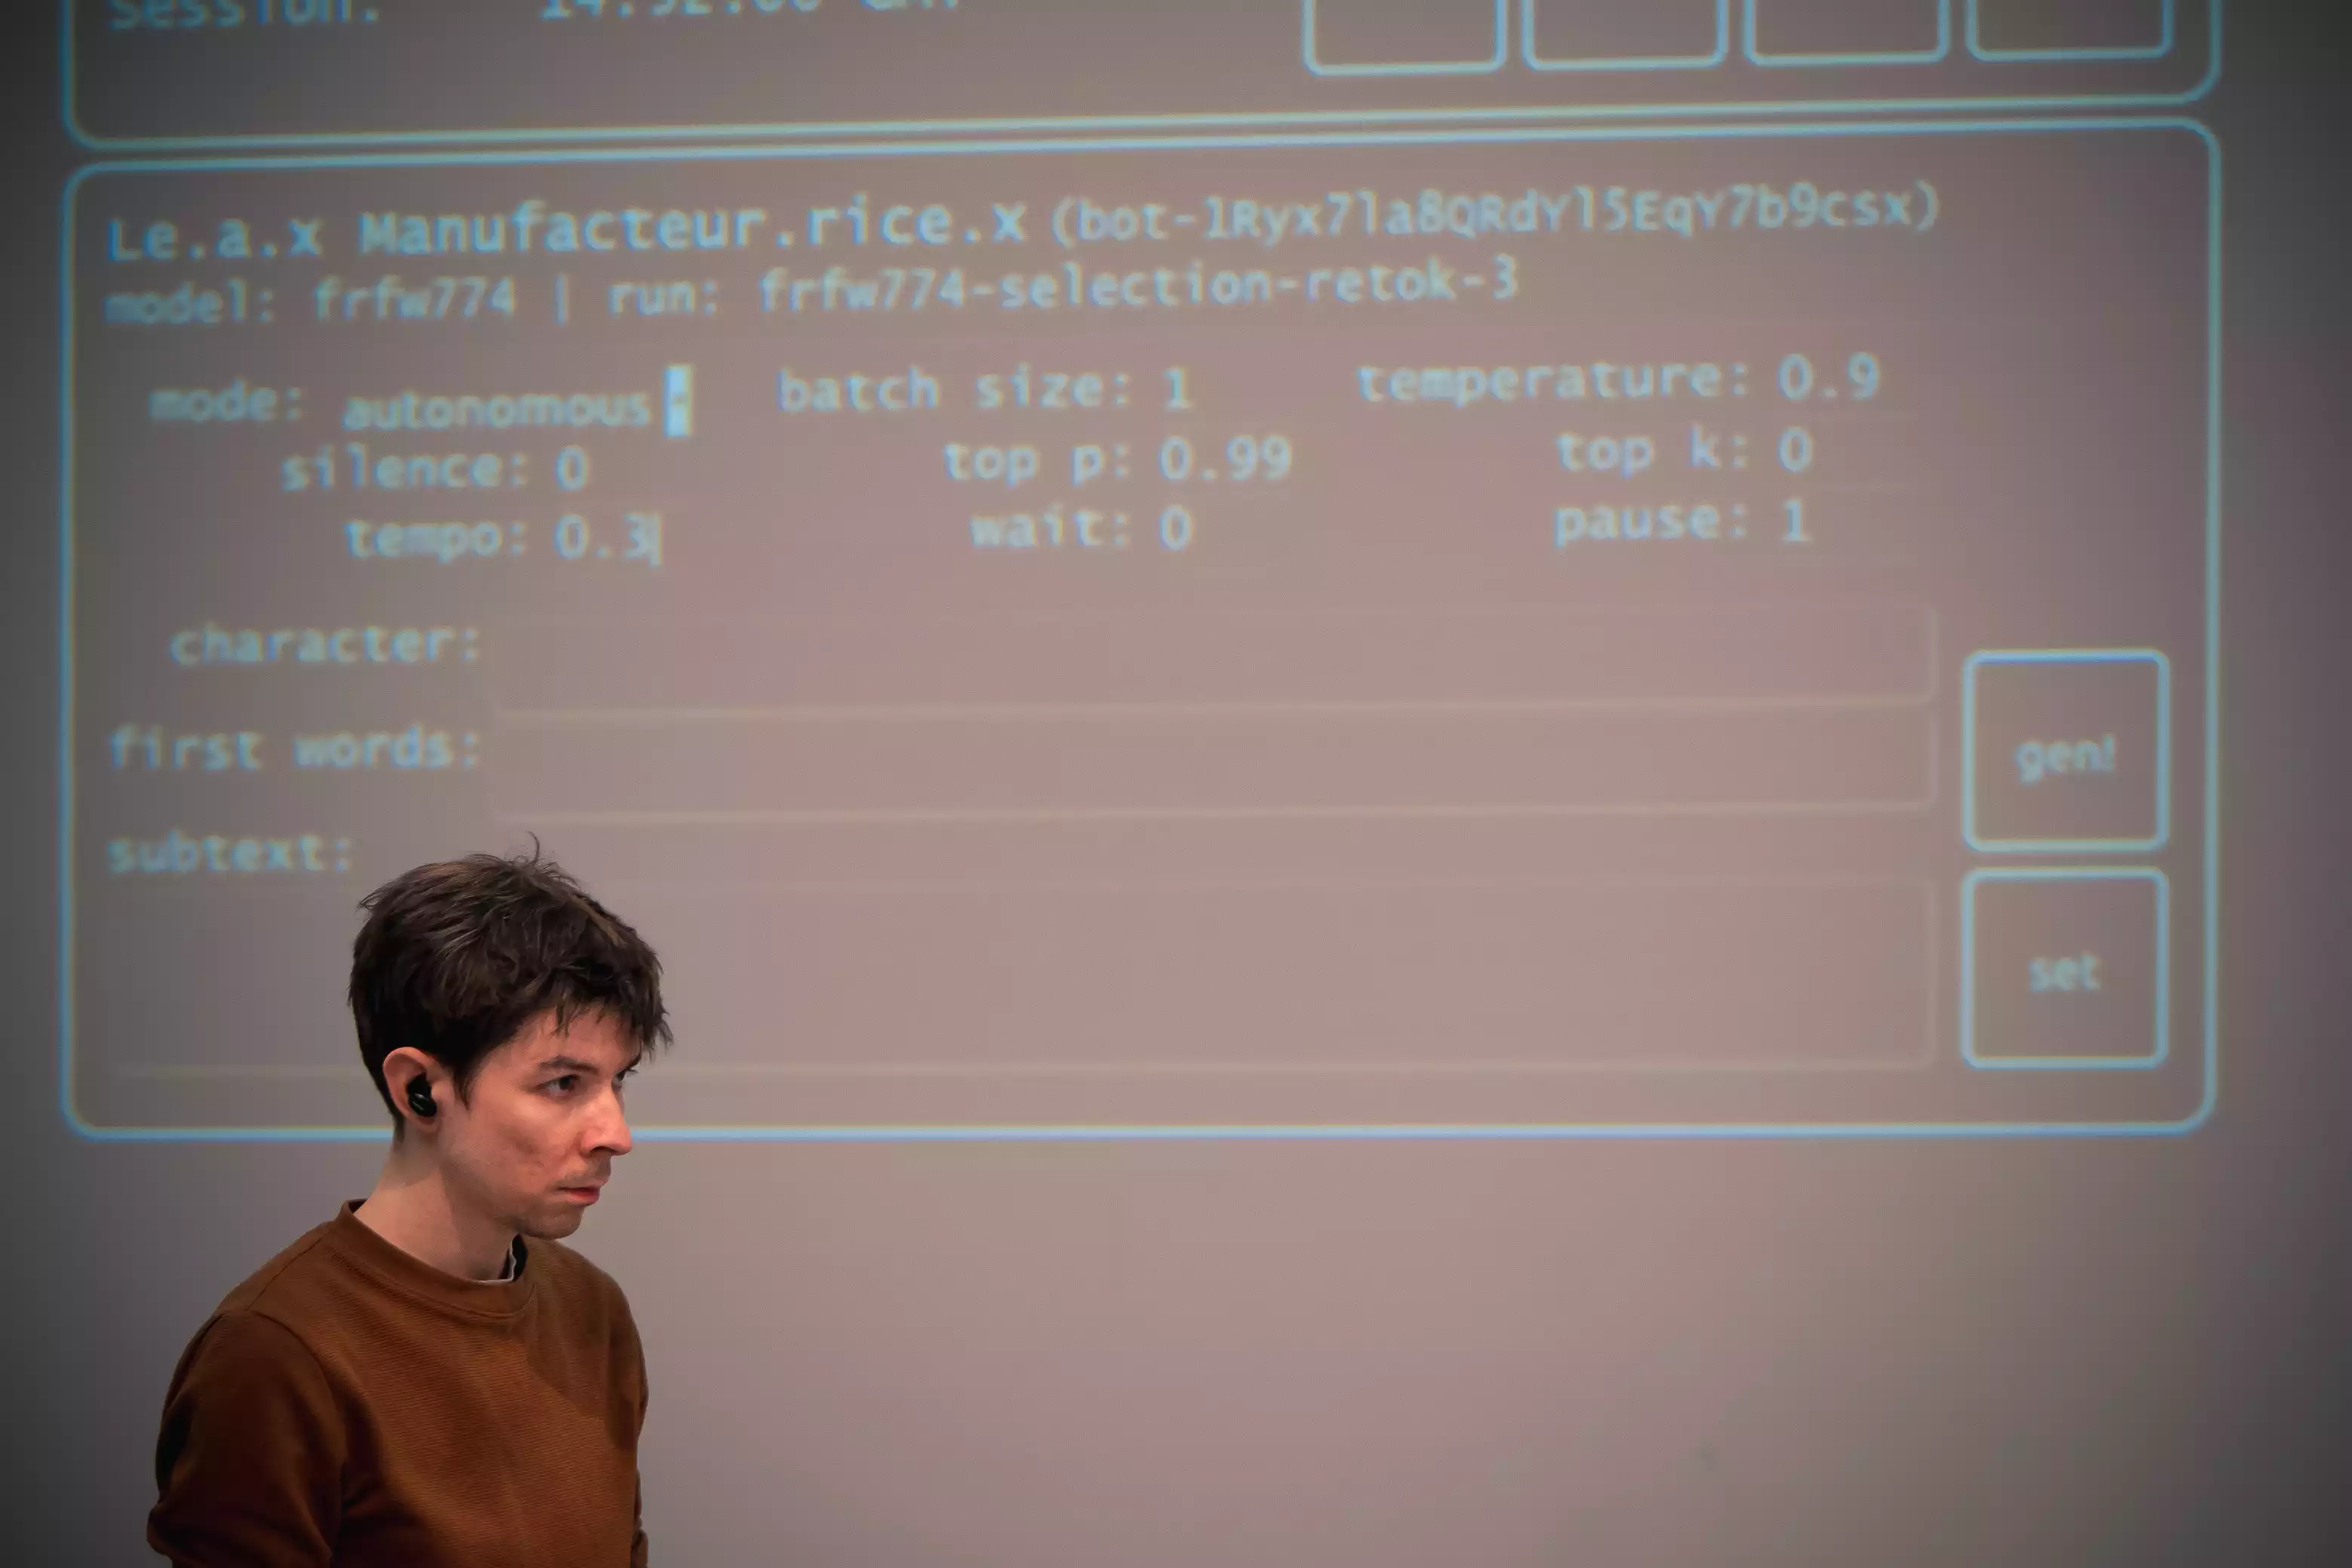 Session:
Le.a.x Manufacteur.rice.x (bot-1Ryx7la8QRdYl5EqY7b9csx)
model: frfw774 | run: frfw774-selection-retok-3
mode: autonomous batch size: 1 temperature: 0.9
silence: 0 top p: 0.99 top k: 0
tempo: 0.3 wait: 0 pause: 1
character:
first words:
gen!
subtext:
set